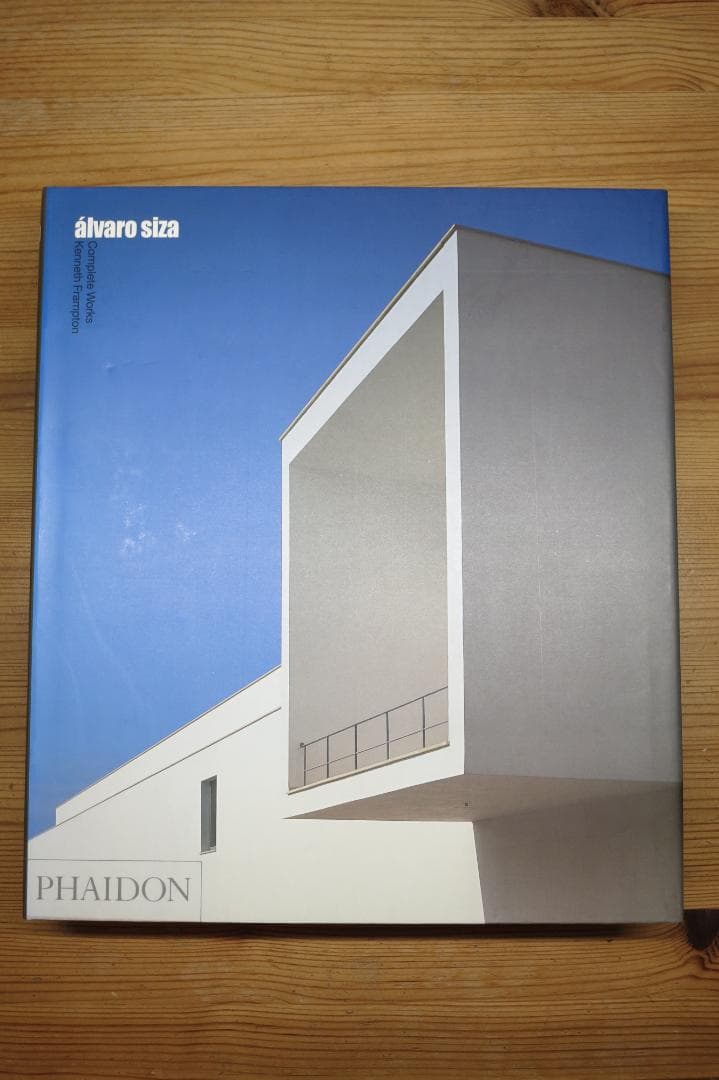 álvaro siza
Complete Works
Kenneth Frampton
PHAIDON